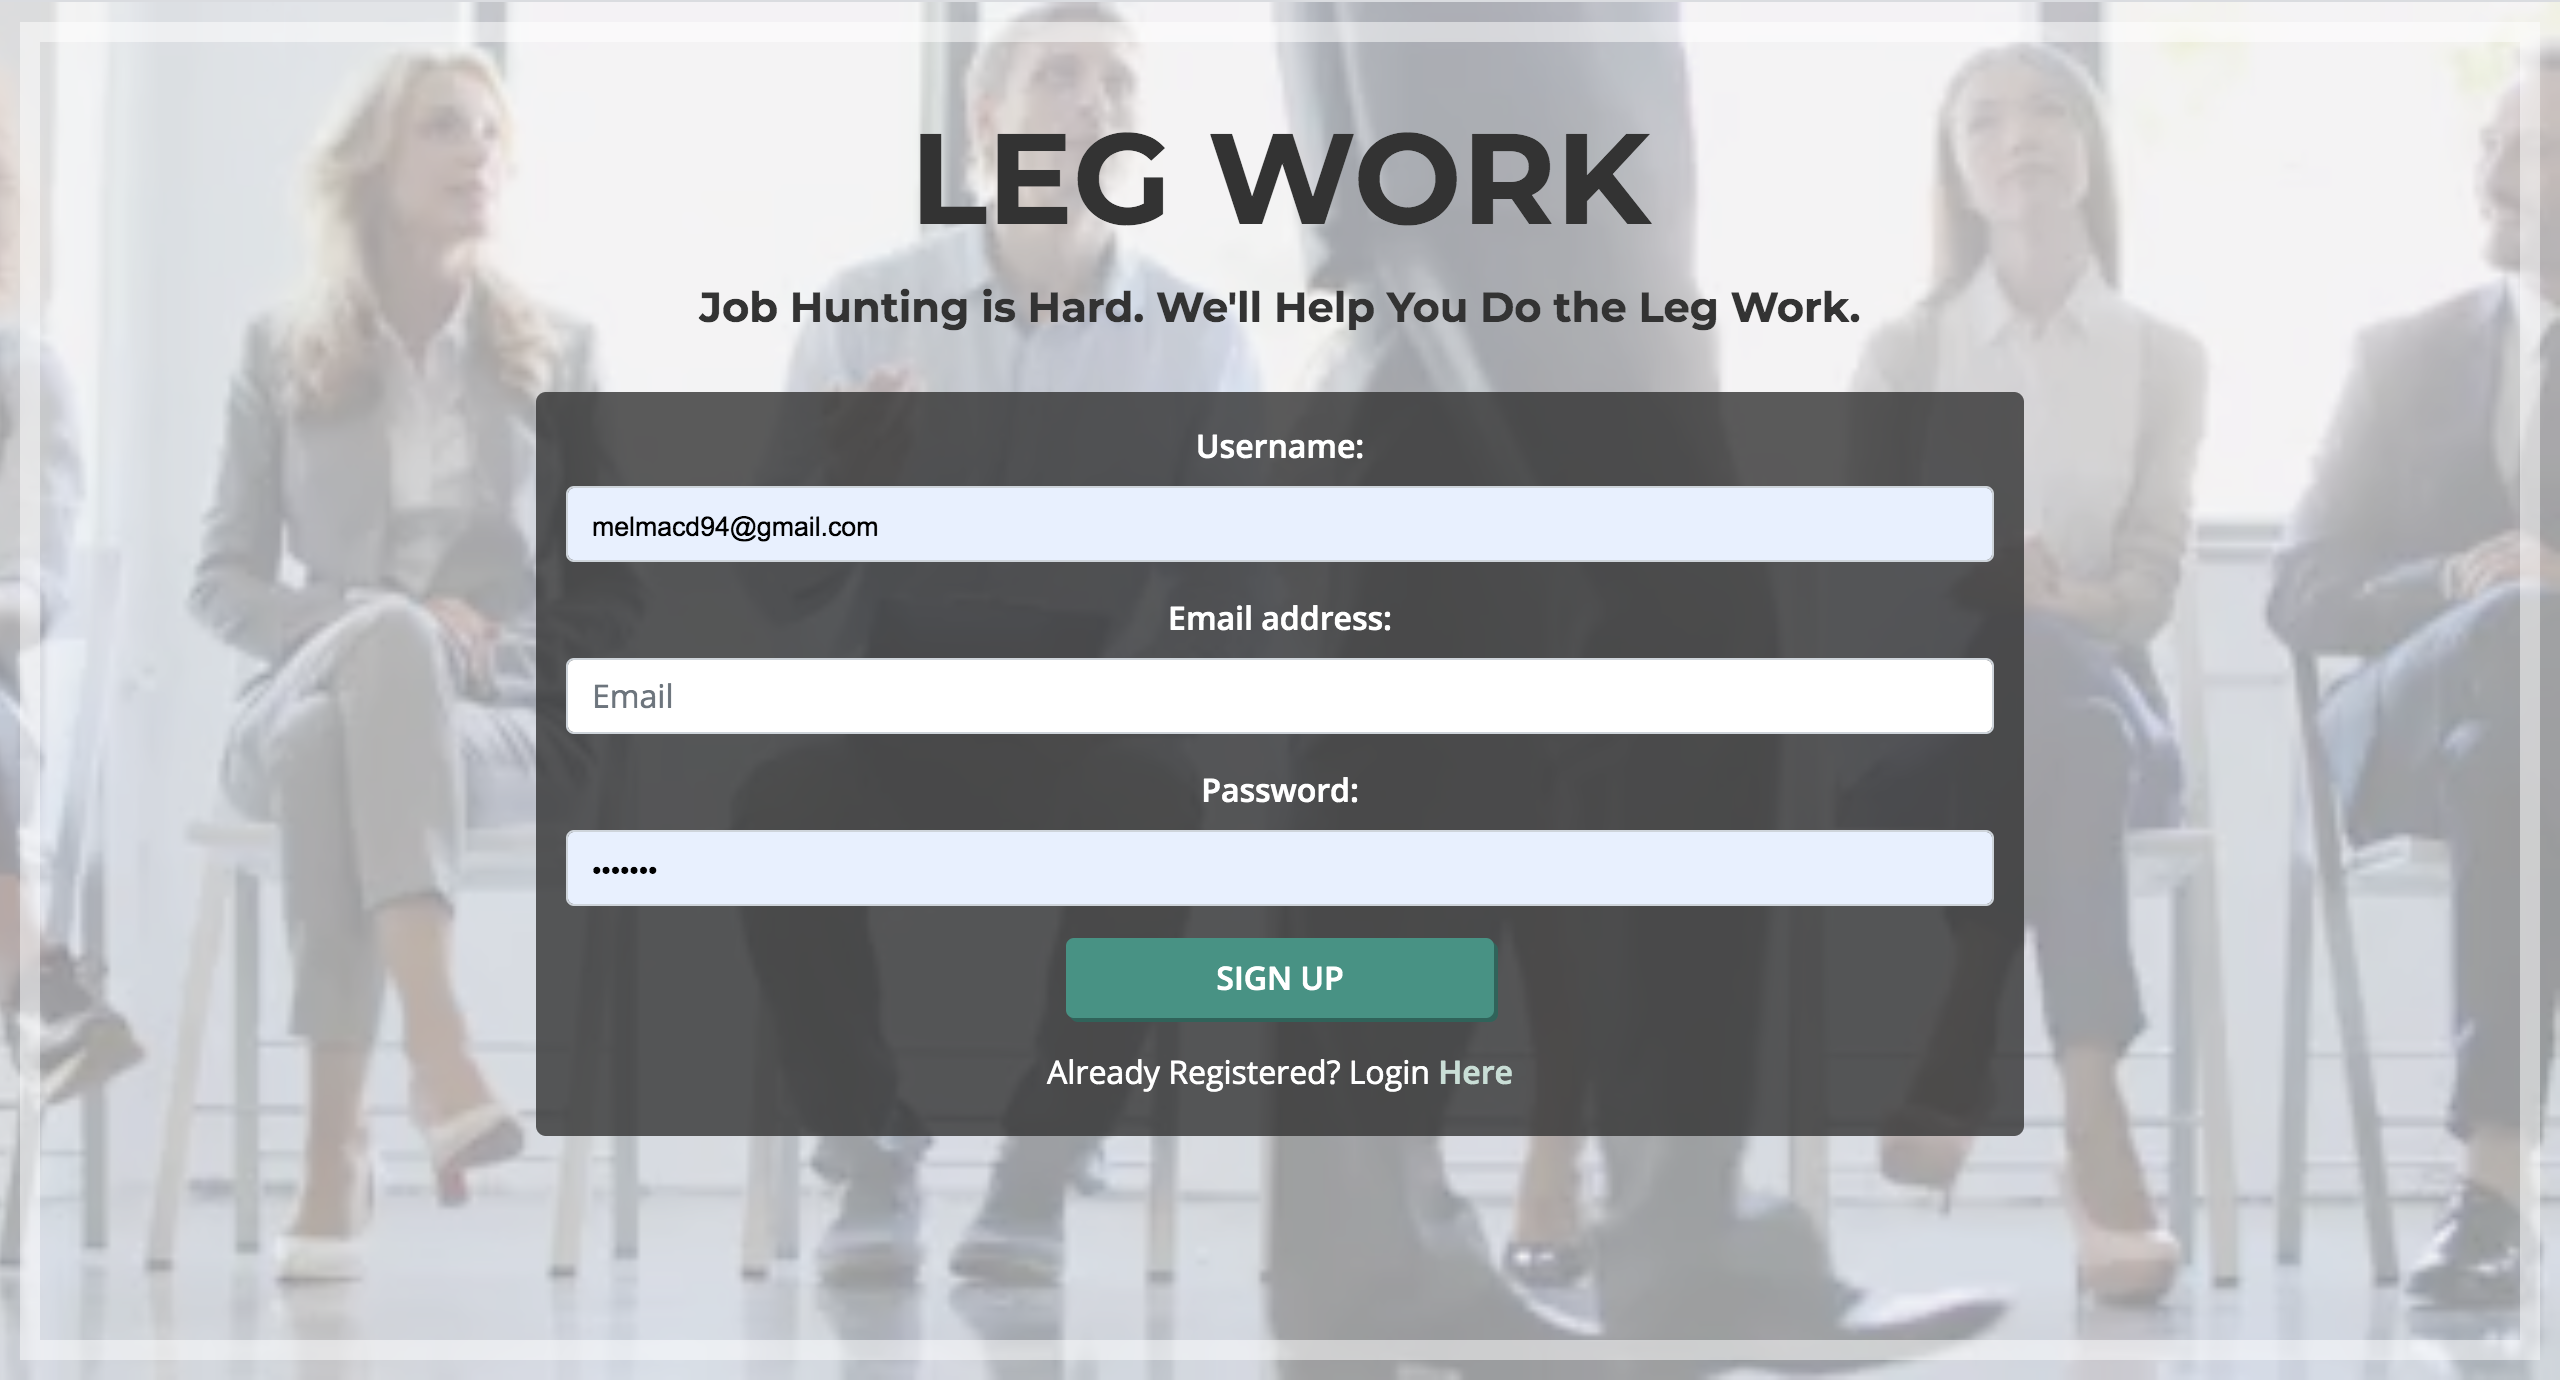 LEG WORK
Job Hunting is Hard. We'll Help You Do the Leg Work.
Username:
melmacd94@gmail.com
Email address:
Email
Password:
•••••••
SIGN UP
Already Registered? Login Here